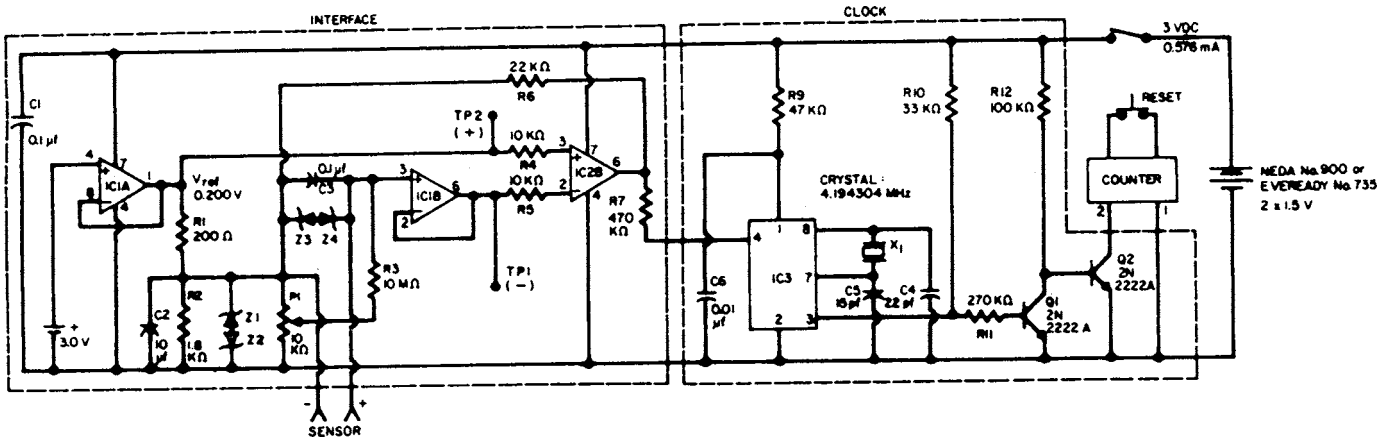 INTERFACE
CLOCK
3 VDC
0.576 mA
22 KΩ
R6
C1
0.1 µf
TP2
(+)
10 KΩ
R4
10 KΩ
R5
R9
47 KΩ
R10
33 KΩ
R12
100 KΩ
RESET
COUNTER
2
1
NEDA No. 900 or
EVEREADY No. 735
2 x 1.5 V
4
7
1
8
4
IC1A
Vref
0.200 V
R1
200 Ω
0.1 µf
C3
Z3
Z4
3
6
2
IC1B
3
7
6
2
4
IC2B
R7
470
KΩ
TP1
(-)
R3
10 MΩ
CRYSTAL:
4.194304 MHz
4
1
8
7
3
2
IC3
X1
C5
15 pf
C4
22 pf
C6
0.01
µf
270 KΩ
R11
Q1
2N
2222 A
Q2
2N
2222A
+
3.0 V
C2
10
µf
R2
1.8
KΩ
Z1
Z2
P1
10
KΩ
-
+
SENSOR